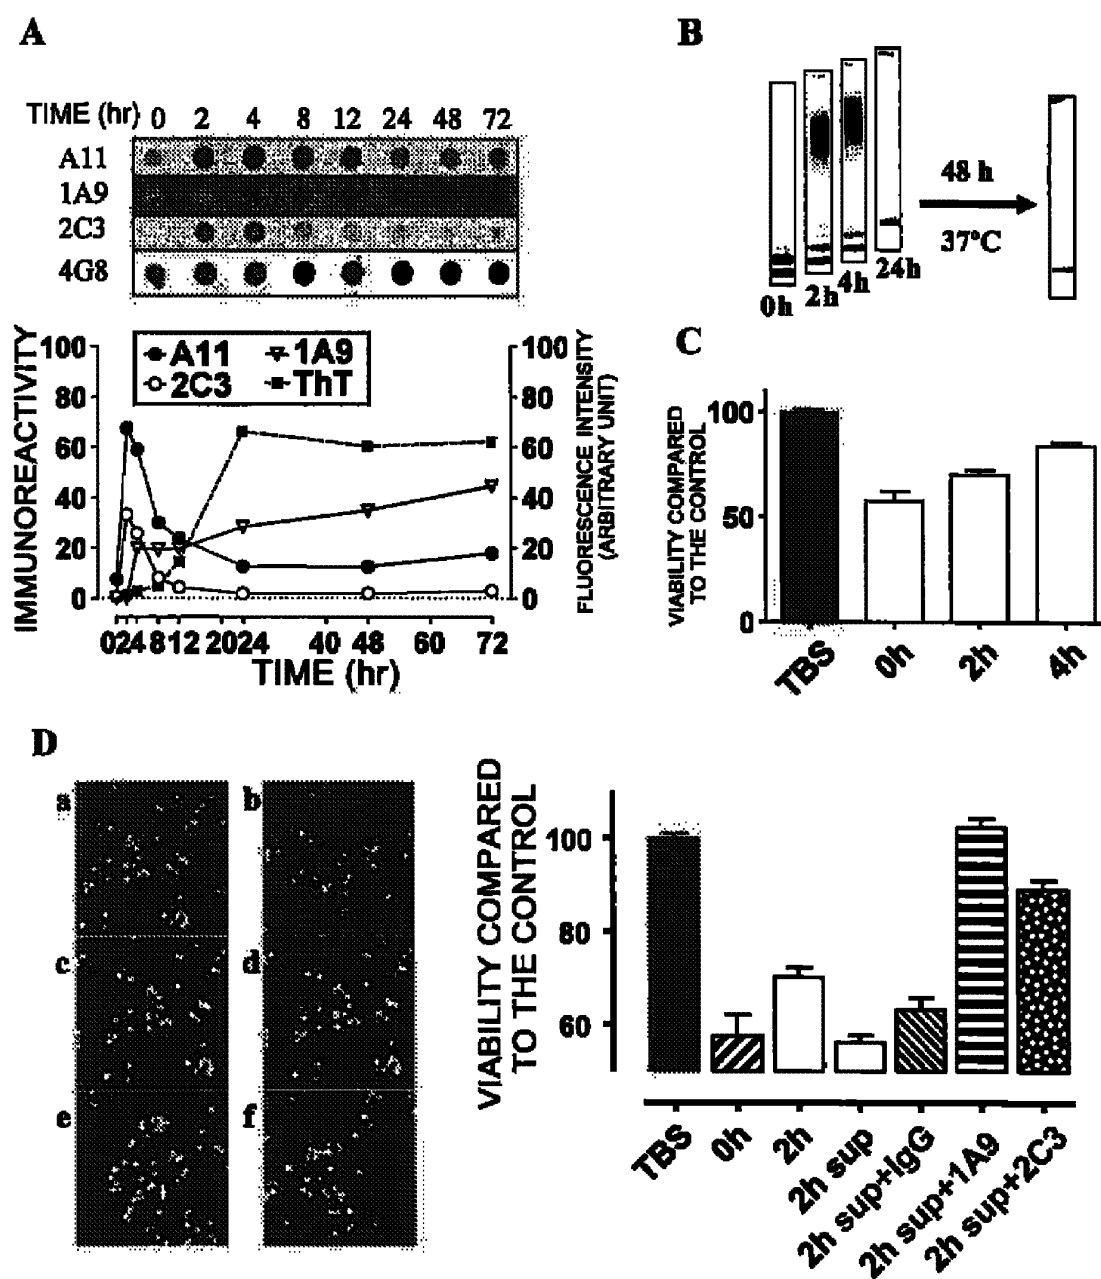 A
TIME (hr) 0 2 4 8 12 24 48 72
A11
1A9
2C3
4G8
IMMUNOREACTIVITY
100
80
60
40
20
0
A11
1A9
2C3
ThT
100
80
60
40
20
0
FLUORESCENCE INTENSITY
(ARBITRARY UNIT)
0 2 4 8 12 20 24 40 48 60 72
TIME (hr)
B
0h
2h
4h
24h
48 h
37°C
C
VIABILITY COMPARED
TO THE CONTROL
100
50
0
TBS
0h
2h
4h
D
a
b
c
d
e
f
VIABILITY COMPARED
TO THE CONTROL
100
80
60
TBS
0h
2h
2h sup
2h sup+IgG
2h sup+1A9
2h sup+2C3